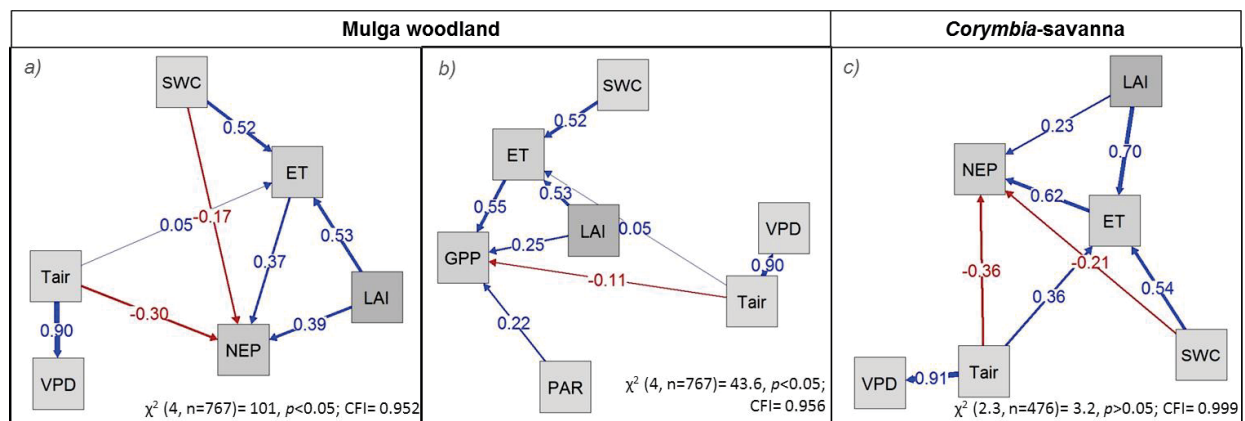 Mulga woodland
Corymbia-savanna
a)
SWC
0.52
ET
0.05
-0.17
0.53
0.37
Tair
LAI
-0.30
0.39
0.90
NEP
VPD
χ² (4, n=767)= 101, p<0.05; CFI= 0.952
b)
SWC
0.52
ET
0.53
0.55
LAI
0.05
VPD
0.25
GPP
0.90
-0.11
Tair
0.22
PAR
χ² (4, n=767)= 43.6, p<0.05;
CFI= 0.956
c)
LAI
0.23
0.70
NEP
0.62
ET
-0.21
-0.36
0.54
0.36
SWC
Tair
0.91
VPD
χ² (2.3, n=476)= 3.2, p>0.05; CFI= 0.999